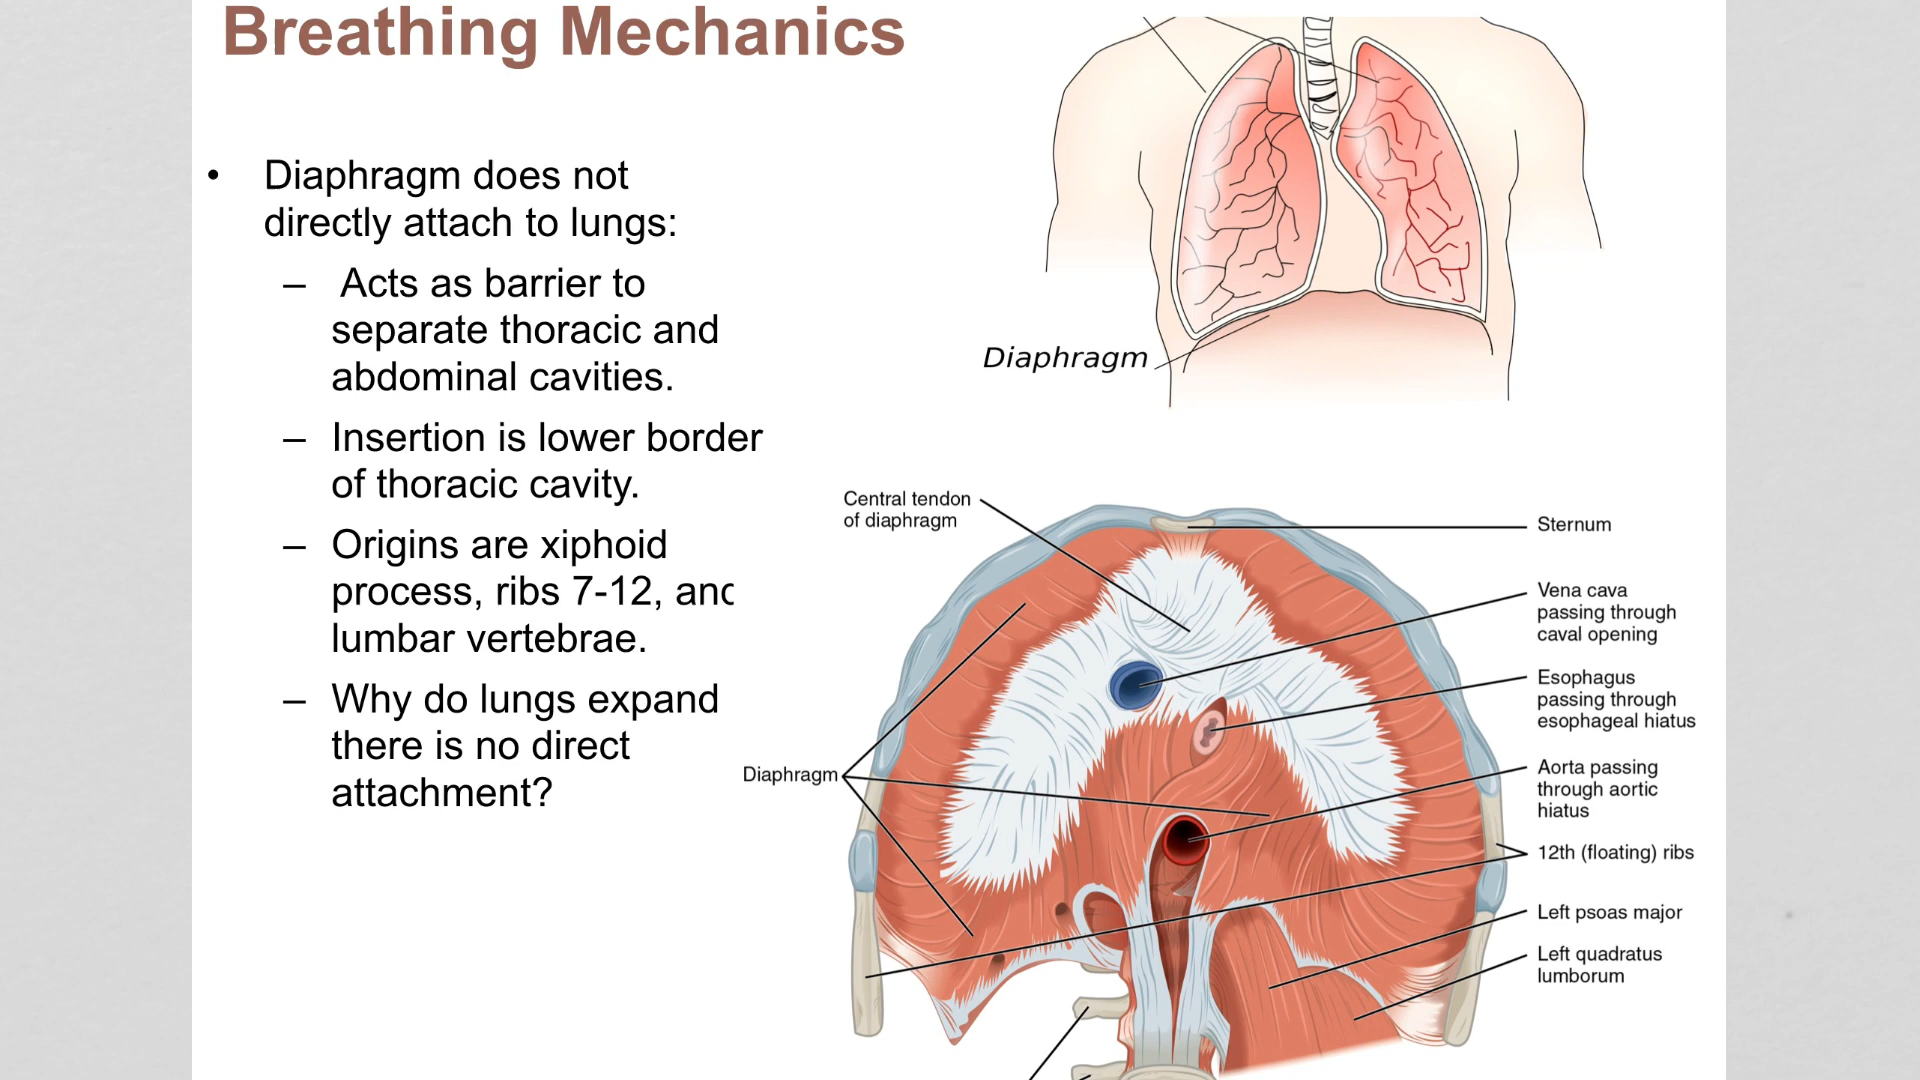 Breathing Mechanics
• Diaphragm does not
directly attach to lungs:
– Acts as barrier to
separate thoracic and
abdominal cavities.
– Insertion is lower border
of thoracic cavity.
– Origins are xiphoid
process, ribs 7-12, and
lumbar vertebrae.
– Why do lungs expand
there is no direct
attachment?
Diaphragm
Central tendon
of diaphragm
Sternum
Vena cava
passing through
caval opening
Esophagus
passing through
esophageal hiatus
Diaphragm
Aorta passing
through aortic
hiatus
12th (floating) ribs
Left psoas major
Left quadratus
lumborum